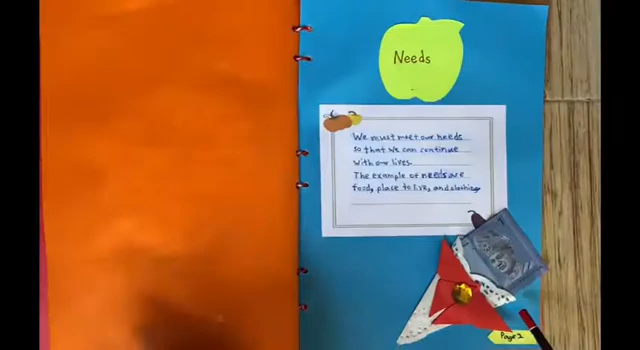 Needs
We must meet our needs
so that we can continue
with our lives.
The example of needs are
food, place to live, and clothing
Page 1